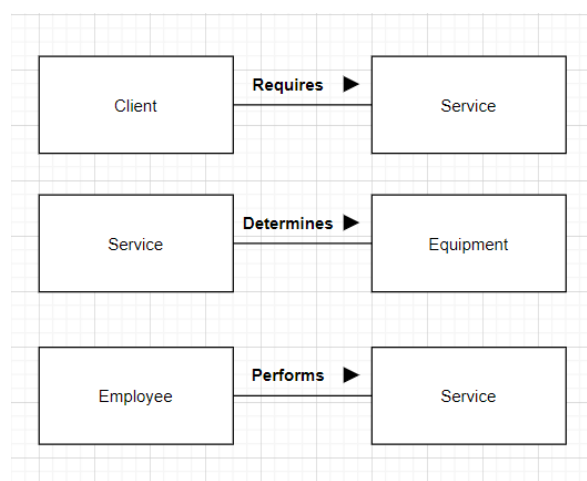 Client
Requires ►
Service
Service
Determines ►
Equipment
Employee
Performs ►
Service